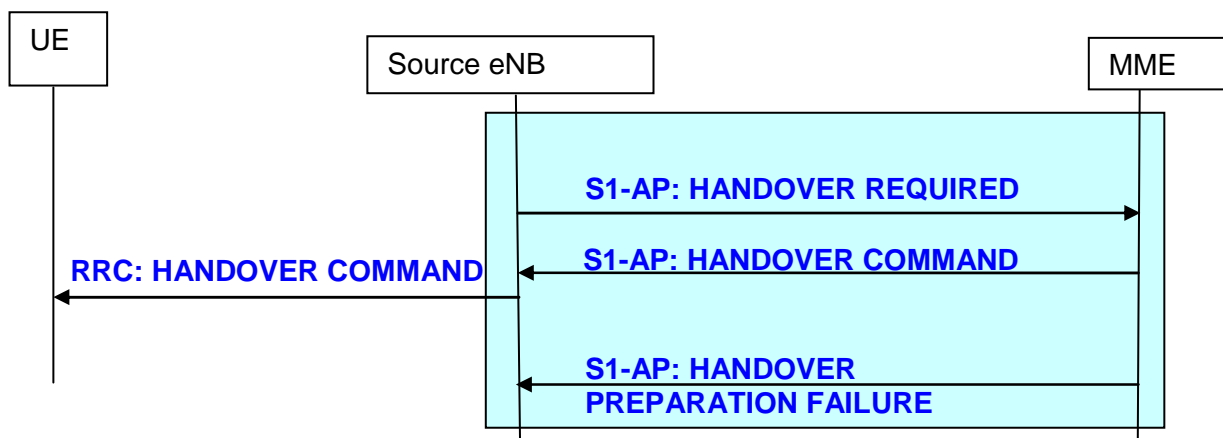 UE
Source eNB
MME
S1-AP: HANDOVER REQUIRED
S1-AP: HANDOVER COMMAND
RRC: HANDOVER COMMAND
S1-AP: HANDOVER
PREPARATION FAILURE